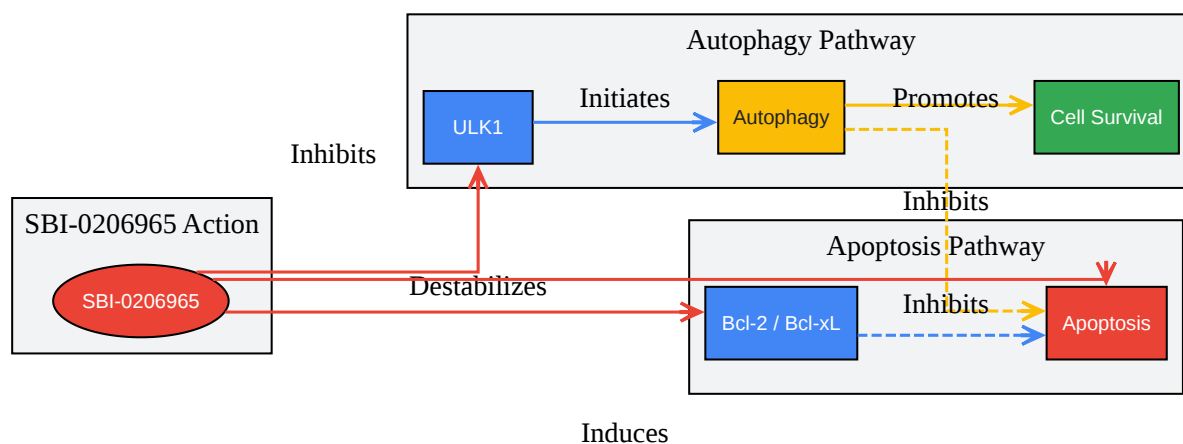 Autophagy Pathway
Initiates
Promotes
ULK1
Autophagy
Cell Survival
Inhibits
Inhibits
SBI-0206965 Action
Apoptosis Pathway
Destabilizes
SBI-0206965
Inhibits
Bcl-2 / Bcl-xL
Apoptosis
Induces